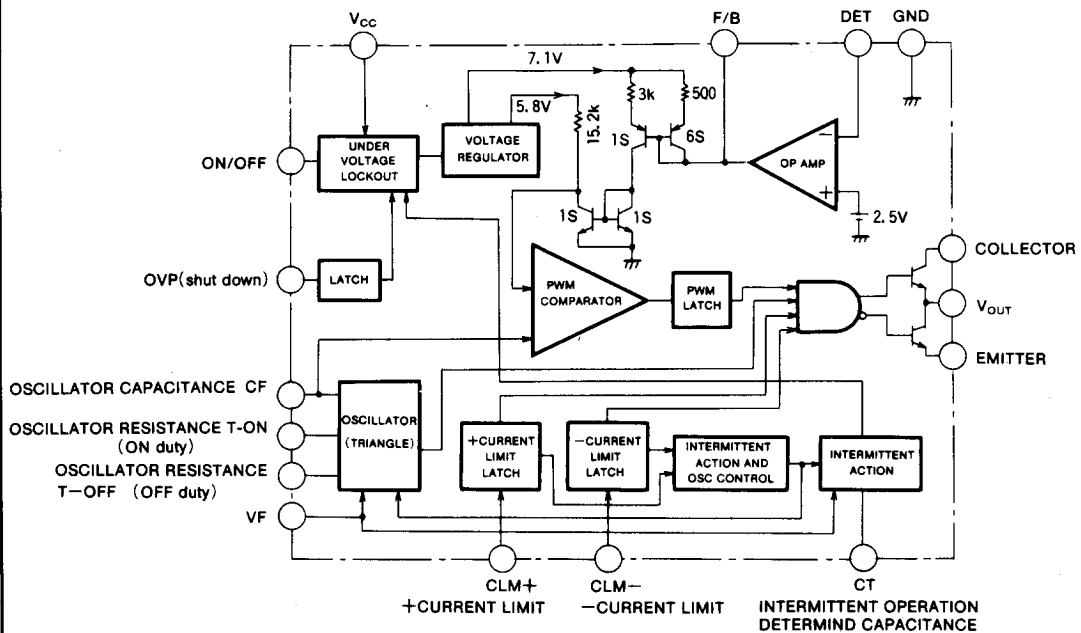 VCC
F/B
DET
GND
7.1V
5.8V
3k
500
15.2k
1S
6S
ON/OFF
UNDER
VOLTAGE
LOCKOUT
VOLTAGE
REGULATOR
OP AMP
−
+
2.5V
1S
1S
OVP(shut down)
LATCH
PWM
COMPARATOR
PWM
LATCH
COLLECTOR
VOUT
EMITTER
OSCILLATOR CAPACITANCE CF
OSCILLATOR RESISTANCE T-ON
(ON duty)
OSCILLATOR RESISTANCE
T-OFF (OFF duty)
VF
OSCILLATOR
(TRIANGLE)
+CURRENT
LIMIT
LATCH
−CURRENT
LIMIT
LATCH
INTERMITTENT
ACTION AND
OSC CONTROL
INTERMITTENT
ACTION
CLM+
+CURRENT LIMIT
CLM−
−CURRENT LIMIT
CT
INTERMITTENT OPERATION
DETERMIND CAPACITANCE